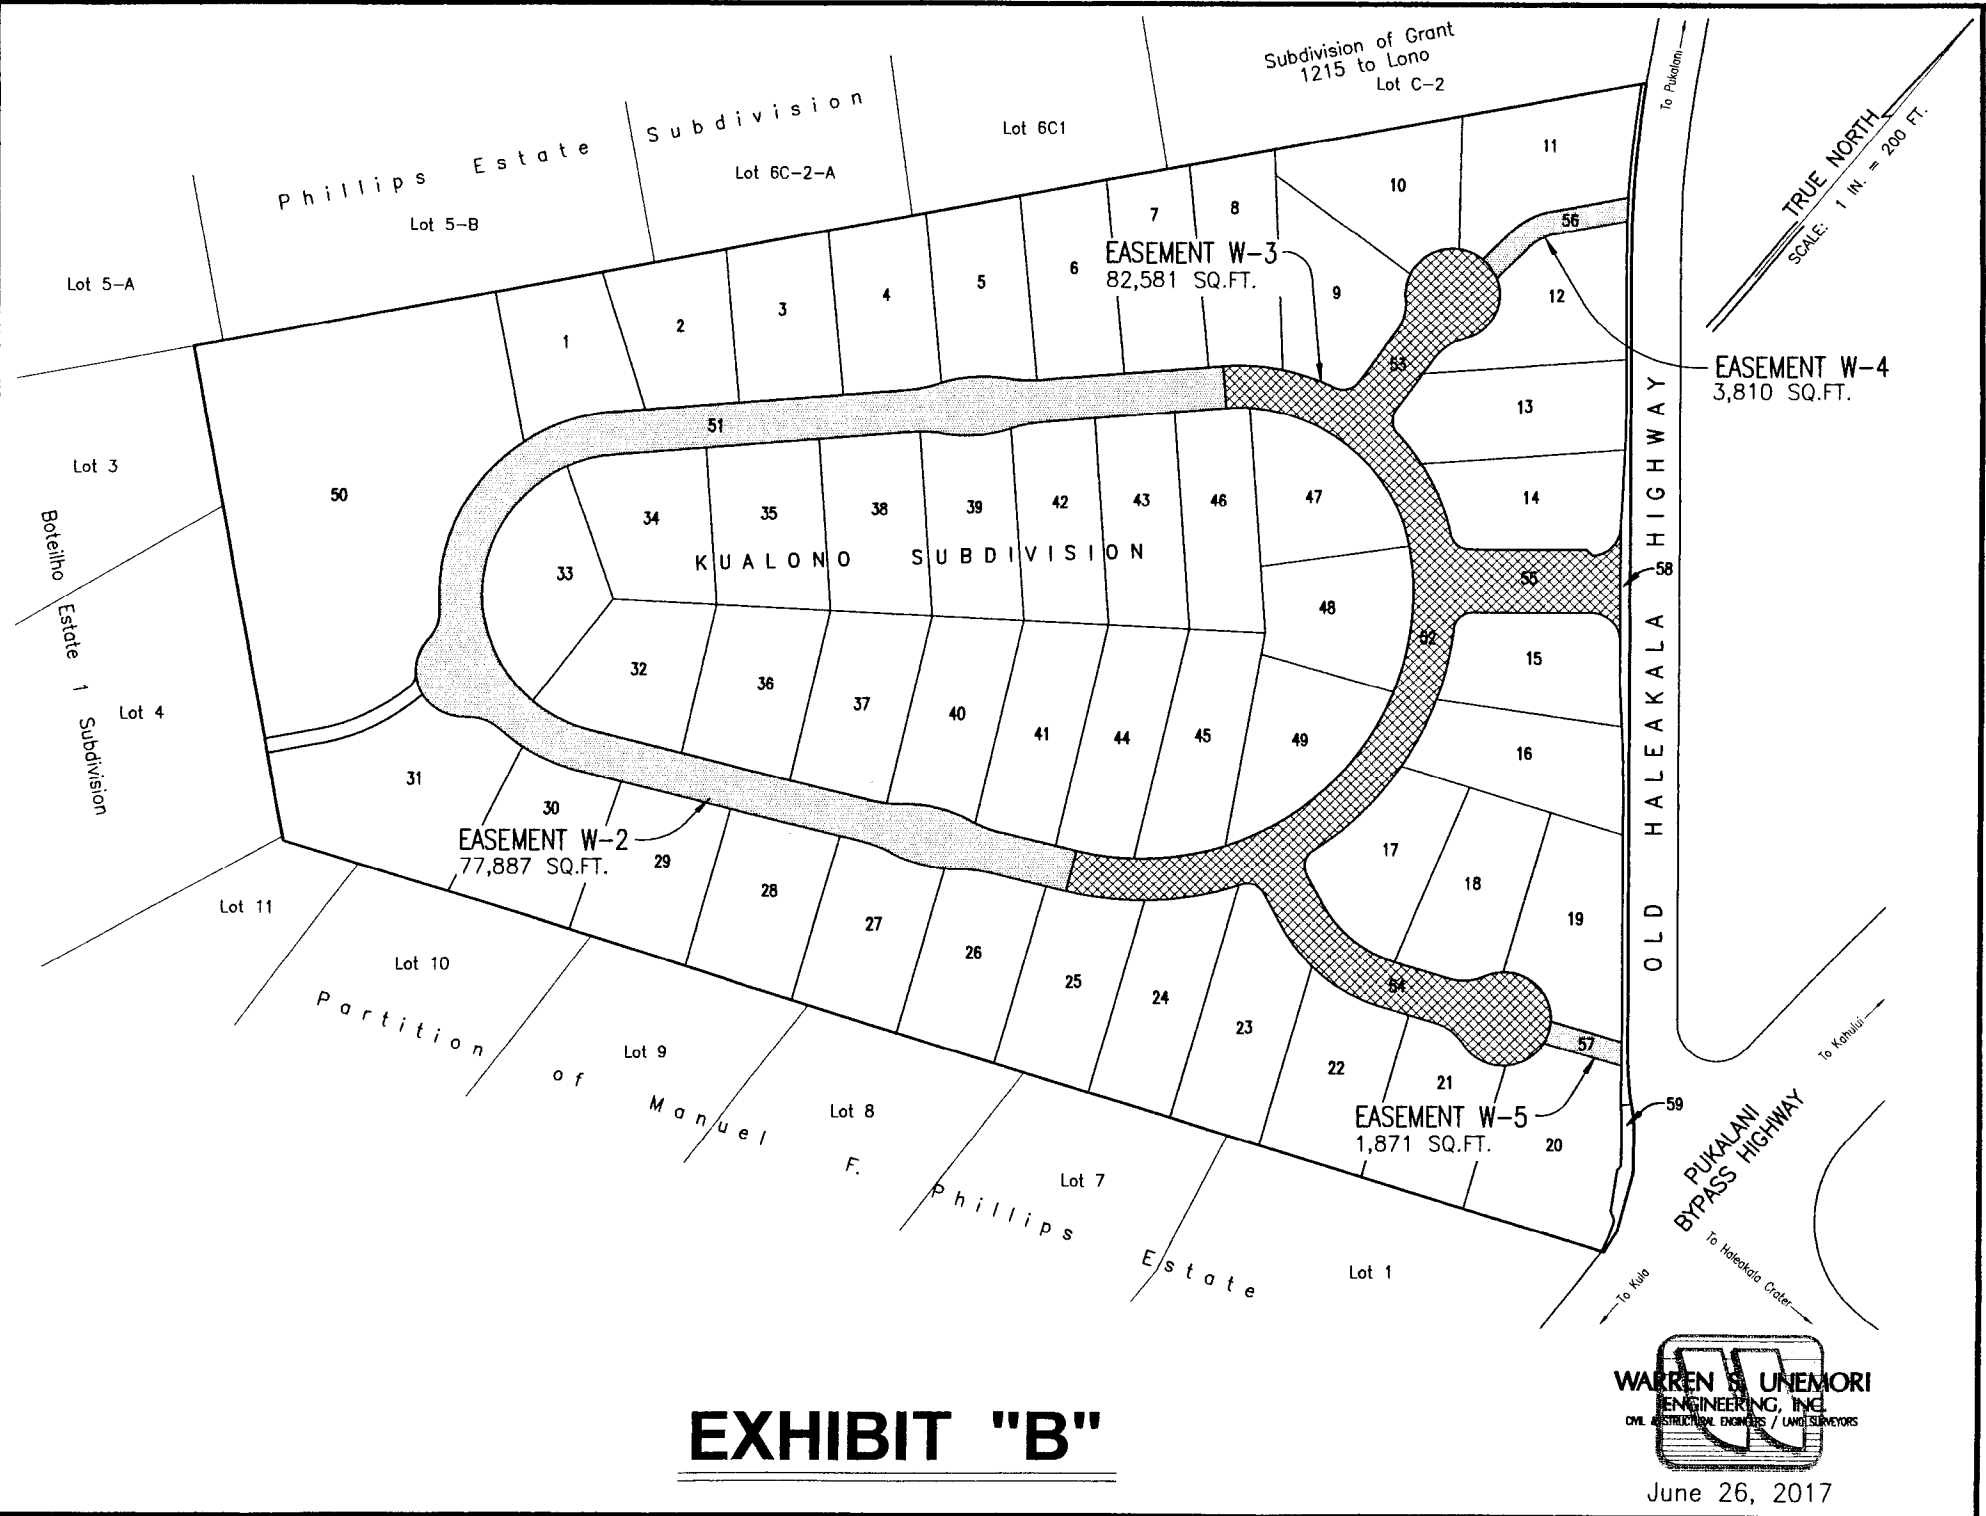 Subdivision of Grant
1215 to Lono
Lot C-2
To Pukalani
TRUE NORTH
SCALE: 1 IN. = 200 FT.
Phillips Estate Subdivision
Lot 6C1
Lot 6C-2-A
Lot 5-B
Lot 5-A
Lot 3
Lot 4
Boteilho Estate 1 Subdivision
1
2
3
4
5
6
7
8
9
10
11
56
12
EASEMENT W-3
82,581 SQ.FT.
EASEMENT W-4
3,810 SQ.FT.
53
13
14
51
50
33
34
35
38
39
42
43
46
47
KUALONO SUBDIVISION
48
52
55
58
OLD HALEAKALA HIGHWAY
32
36
37
40
41
44
45
49
15
16
17
18
19
31
30
EASEMENT W-2
77,887 SQ.FT.
29
28
27
26
25
24
23
22
21
20
54
57
59
EASEMENT W-5
1,871 SQ.FT.
Lot 11
Lot 10
Lot 9
Lot 8
Lot 7
Lot 1
Partition of Manuel F. Phillips Estate
To Kahului
PUKALANI
BYPASS HIGHWAY
To Kula
To Haleakala Crater
EXHIBIT "B"
WARREN S. UNEMORI
ENGINEERING, INC.
CIVIL & STRUCTURAL ENGINEERS / LAND SURVEYORS
June 26, 2017